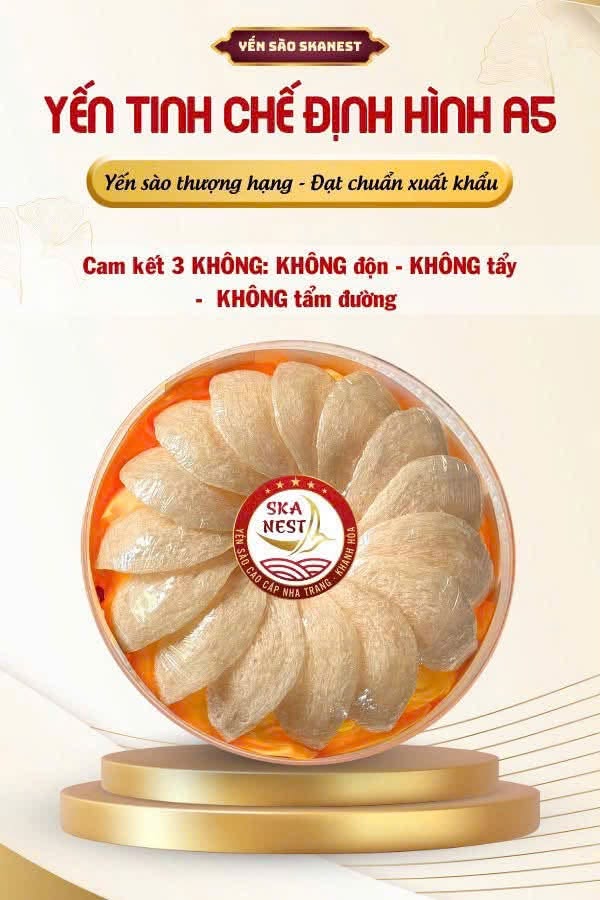 YẾN SÀO SKANEST
YẾN TINH CHẾ ĐỊNH HÌNH A5
Yến sào thượng hạng - Đạt chuẩn xuất khẩu
Cam kết 3 KHÔNG: KHÔNG độn - KHÔNG tẩy
- KHÔNG tẩm đường
SKA
NEST
YẾN SÀO CAO CẤP NHA TRANG - KHÁNH HÒA